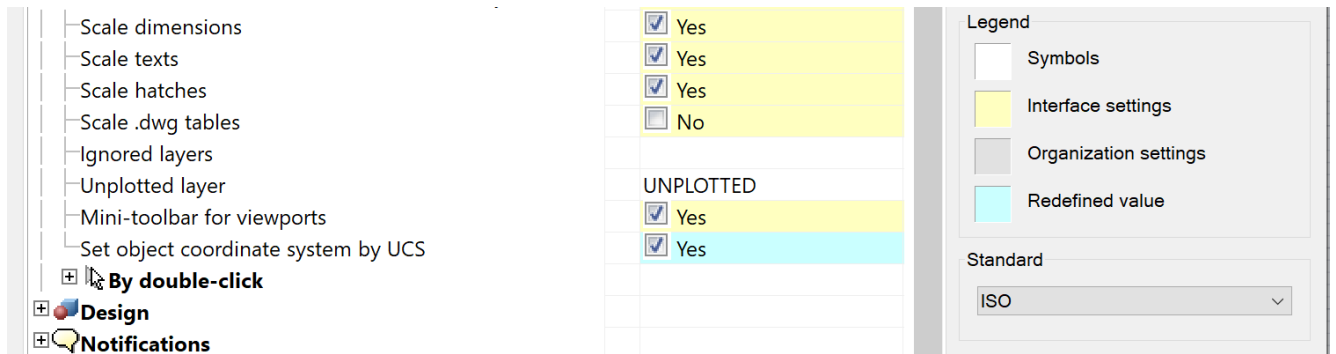 Scale dimensions Yes
Scale texts Yes
Scale hatches Yes
Scale .dwg tables No
Ignored layers
Unplotted layer UNPLOTTED
Mini-toolbar for viewports Yes
Set object coordinate system by UCS Yes
By double-click
Design
Notifications
Legend
Symbols
Interface settings
Organization settings
Redefined value
Standard
ISO